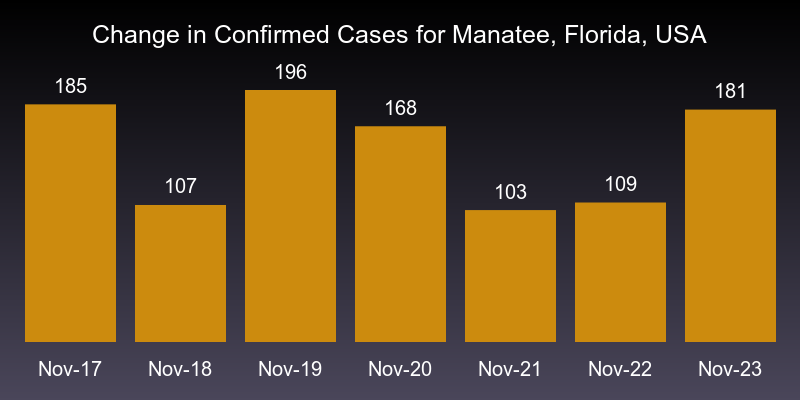 Change in Confirmed Cases for Manatee, Florida, USA
185
107
196
168
103
109
181
Nov-17
Nov-18
Nov-19
Nov-20
Nov-21
Nov-22
Nov-23